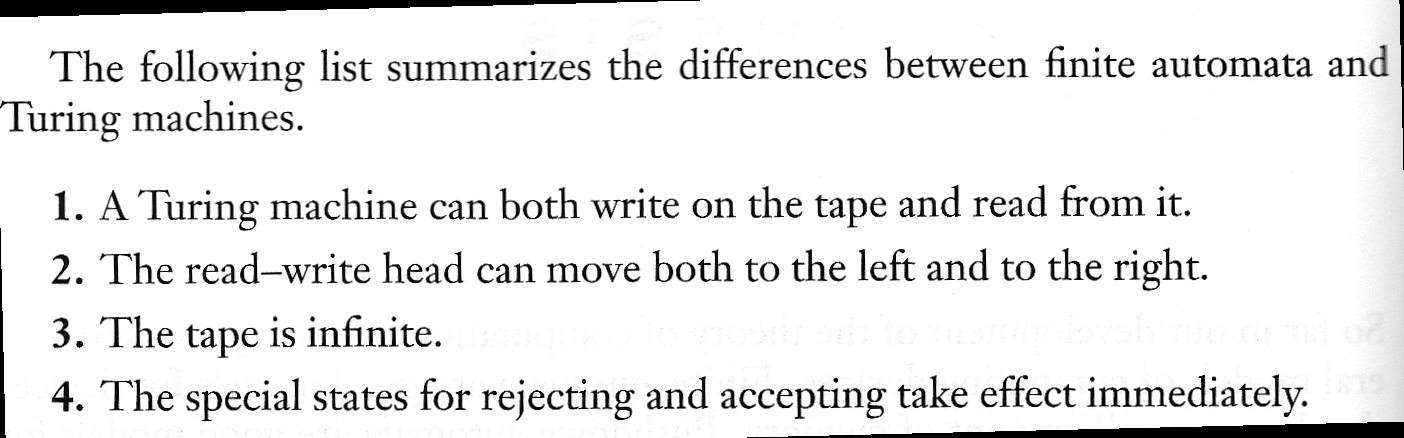 The following list summarizes the differences between finite automata and
Turing machines.
1. A Turing machine can both write on the tape and read from it.
2. The read–write head can move both to the left and to the right.
3. The tape is infinite.
4. The special states for rejecting and accepting take effect immediately.